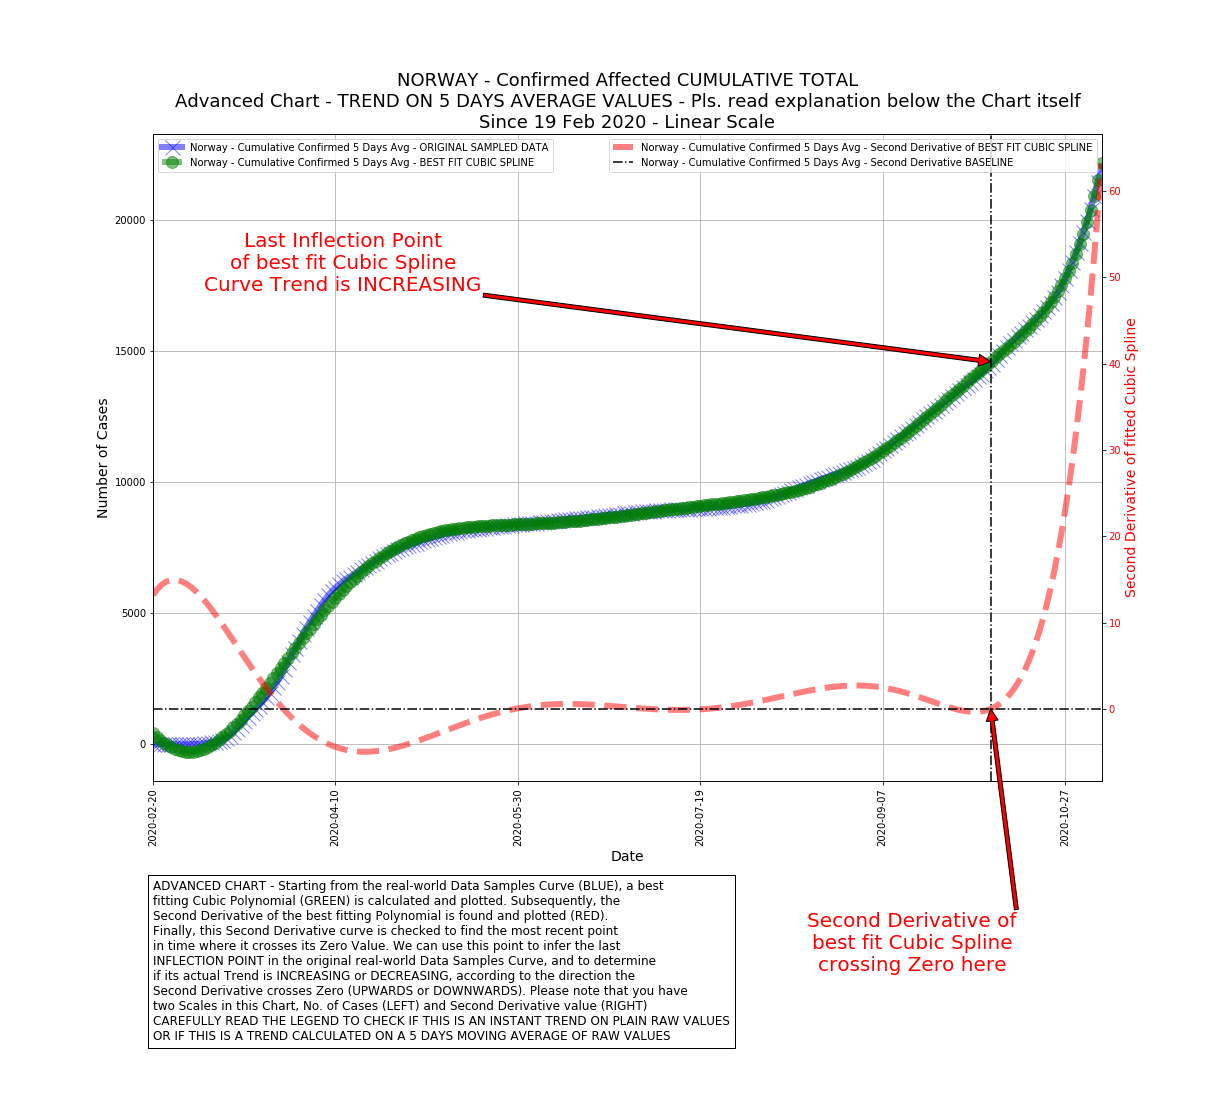 NORWAY - Confirmed Affected CUMULATIVE TOTAL
Advanced Chart - TREND ON 5 DAYS AVERAGE VALUES - Pls. read explanation below the Chart itself
Since 19 Feb 2020 - Linear Scale
Norway - Cumulative Confirmed 5 Days Avg - ORIGINAL SAMPLED DATA
Norway - Cumulative Confirmed 5 Days Avg - BEST FIT CUBIC SPLINE
Norway - Cumulative Confirmed 5 Days Avg - Second Derivative of BEST FIT CUBIC SPLINE
Norway - Cumulative Confirmed 5 Days Avg - Second Derivative BASELINE
Last Inflection Point
of best fit Cubic Spline
Curve Trend is INCREASING
Number of Cases
20000
15000
10000
5000
0
Second Derivative of fitted Cubic Spline
60
50
40
30
20
10
0
2020-02-20
2020-04-10
2020-05-30
2020-07-19
2020-09-07
2020-10-27
Date
ADVANCED CHART - Starting from the real-world Data Samples Curve (BLUE), a best
fitting Cubic Polynomial (GREEN) is calculated and plotted. Subsequently, the
Second Derivative of the best fitting Polynomial is found and plotted (RED).
Finally, this Second Derivative curve is checked to find the most recent point
in time where it crosses its Zero Value. We can use this point to infer the last
INFLECTION POINT in the original real-world Data Samples Curve, and to determine
if its actual Trend is INCREASING or DECREASING, according to the direction the
Second Derivative crosses Zero (UPWARDS or DOWNWARDS). Please note that you have
two Scales in this Chart, No. of Cases (LEFT) and Second Derivative value (RIGHT)
CAREFULLY READ THE LEGEND TO CHECK IF THIS IS AN INSTANT TREND ON PLAIN RAW VALUES
OR IF THIS IS A TREND CALCULATED ON A 5 DAYS MOVING AVERAGE OF RAW VALUES
Second Derivative of
best fit Cubic Spline
crossing Zero here